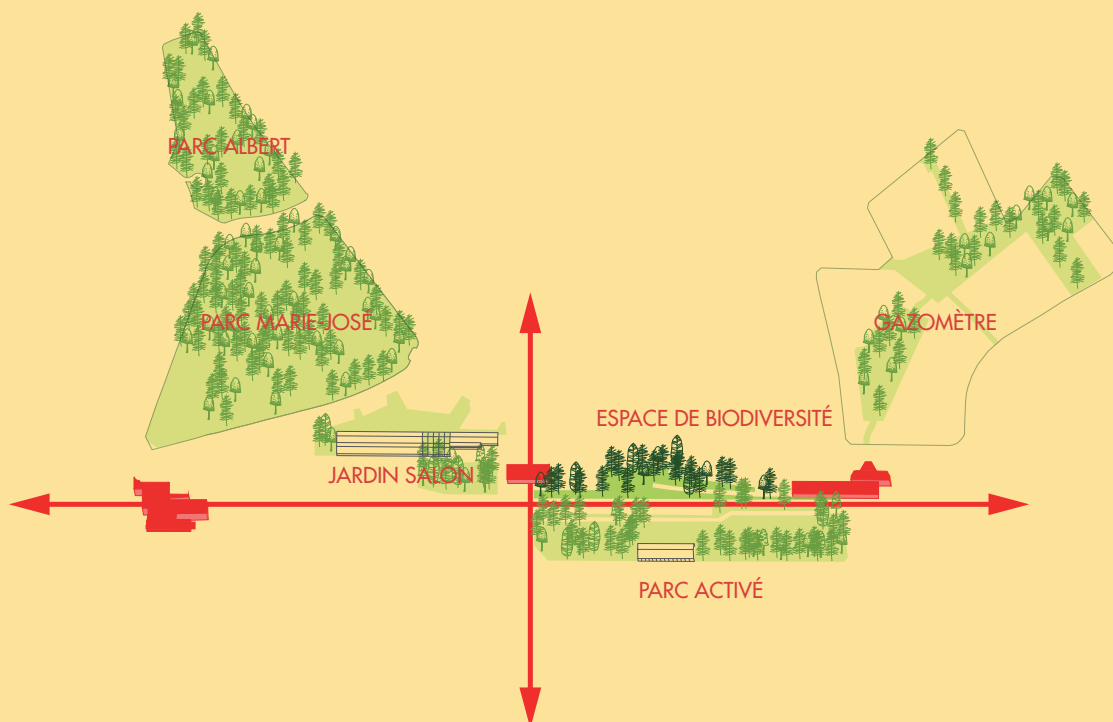 PARC ALBERT
PARC MARIE-JOSÉ
GAZOMÈTRE
ESPACE DE BIODIVERSITÉ
JARDIN SALON
PARC ACTIVÉ